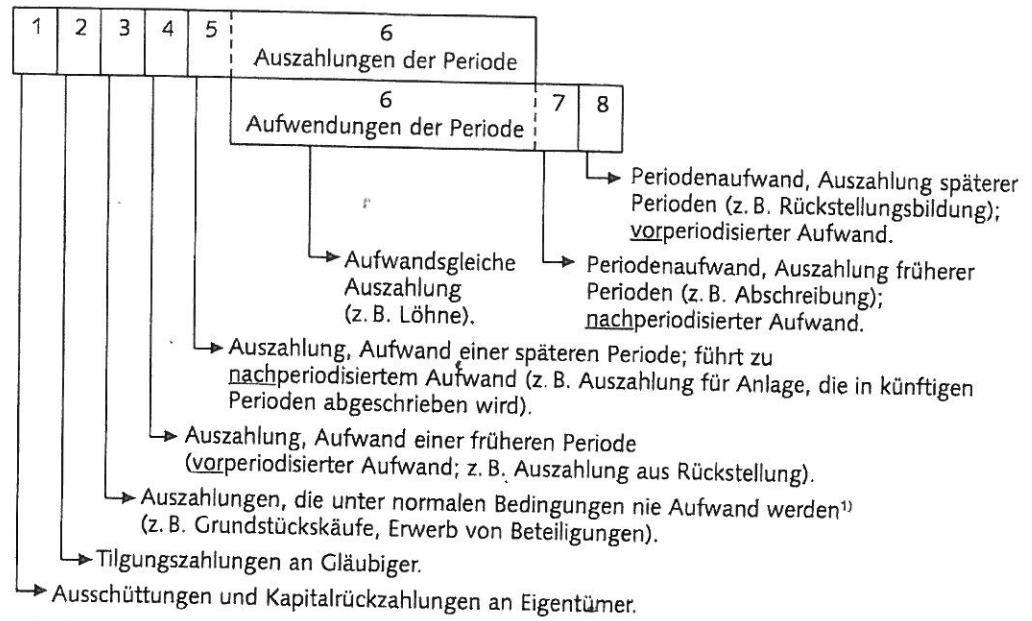 1 2 3 4 5 6
Auszahlungen der Periode
6 7 8
Aufwendungen der Periode
Periodenaufwand, Auszahlung späterer
Perioden (z. B. Rückstellungsbildung);
vorperiodisierter Aufwand.
Aufwandsgleiche
Auszahlung
(z. B. Löhne).
Periodenaufwand, Auszahlung früherer
Perioden (z. B. Abschreibung);
nachperiodisierter Aufwand.
Auszahlung, Aufwand einer späteren Periode; führt zu
nachperiodisiertem Aufwand (z. B. Auszahlung für Anlage, die in künftigen
Perioden abgeschrieben wird).
Auszahlung, Aufwand einer früheren Periode
(vorperiodisierter Aufwand; z. B. Auszahlung aus Rückstellung).
Auszahlungen, die unter normalen Bedingungen nie Aufwand werden¹⁾
(z. B. Grundstückskäufe, Erwerb von Beteiligungen).
Tilgungszahlungen an Gläubiger.
Ausschüttungen und Kapitalrückzahlungen an Eigentümer.